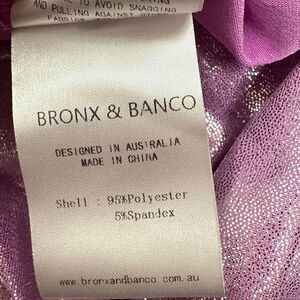 TO AVOID SNAGGING
AND PULLING AGAINST
BRONX & BANCO
DESIGNED IN AUSTRALIA
MADE IN CHINA
Shell : 95%Polyester
5%Spandex
www.bronxandbanco.com.au